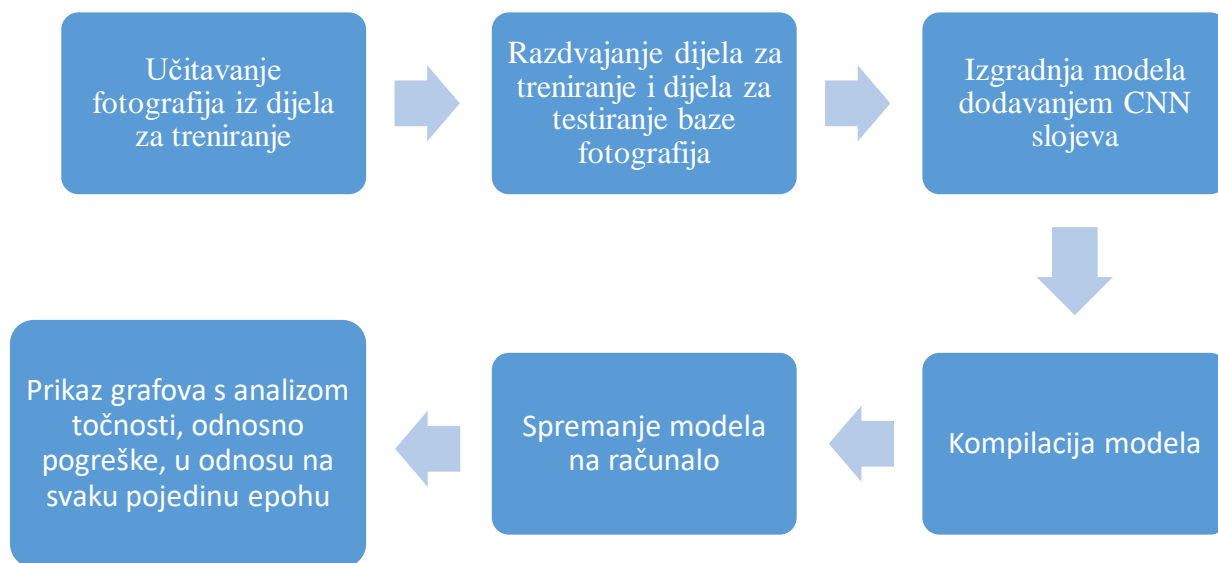 Učitavanje
fotografija iz dijela
za treniranje
Razdvajanje dijela za
treniranje i dijela za
testiranje baze
fotografija
Izgradnja modela
dodavanjem CNN
slojeva
Kompilacija modela
Spremanje modela
na računalo
Prikaz grafova s analizom
točnosti, odnosno
pogreške, u odnosu na
svaku pojedinu epohu